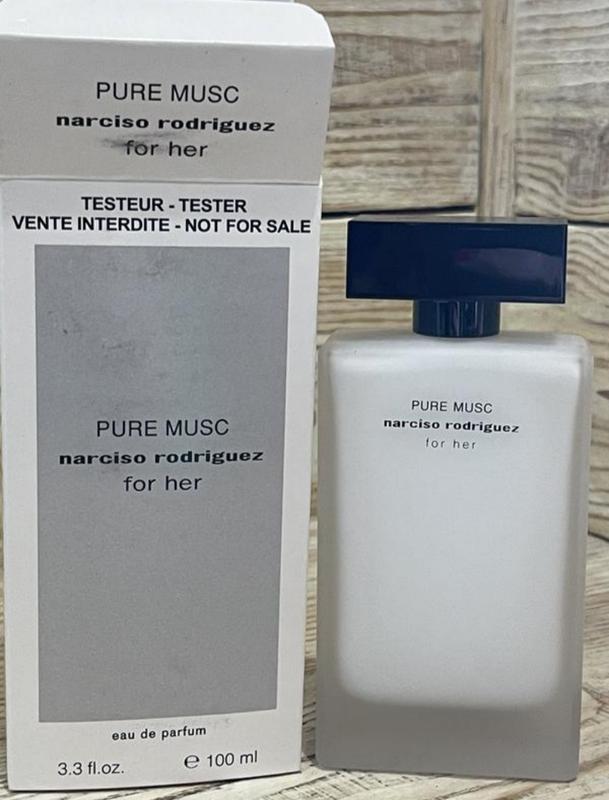 PURE MUSC
narciso rodriguez
for her
TESTEUR - TESTER
VENTE INTERDITE - NOT FOR SALE
PURE MUSC
narciso rodriguez
for her
eau de parfum
3.3 fl.oz. ℮ 100 ml
PURE MUSC
narciso rodriguez
for her